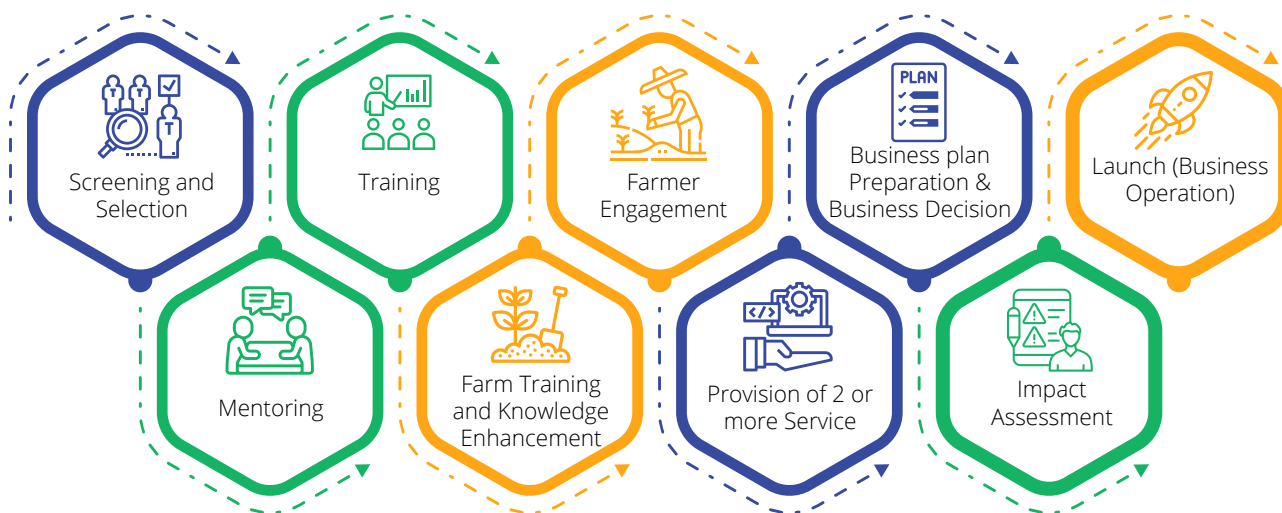 PLAN
Screening and
Selection
Training
Farmer
Engagement
Business plan
Preparation &
Business Decision
Launch (Business
Operation)
</>
Mentoring
Farm Training
and Knowledge
Enhancement
Provision of 2 or
more Service
Impact
Assessment